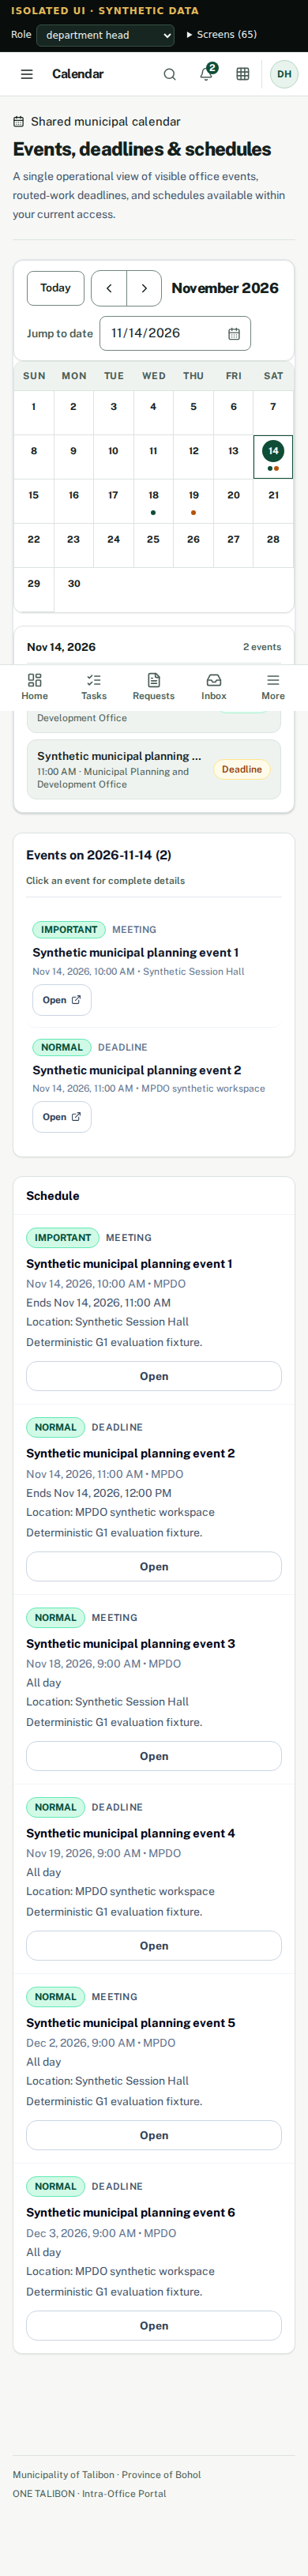 ISOLATED UI · SYNTHETIC DATA
Role department head Screens (65)
Calendar 2 DH
Shared municipal calendar
Events, deadlines & schedules
A single operational view of visible office events,
routed-work deadlines, and schedules available within
your current access.
Today November 2026
Jump to date 11/14/2026
SUN MON TUE WED THU FRI SAT
1 2 3 4 5 6 7
8 9 10 11 12 13 14
15 16 17 18 19 20 21
22 23 24 25 26 27 28
29 30
Nov 14, 2026 2 events
Home Tasks Requests Inbox More
Development Office
Synthetic municipal planning ...
11:00 AM · Municipal Planning and
Development Office
Deadline
Events on 2026-11-14 (2)
Click an event for complete details
IMPORTANT MEETING
Synthetic municipal planning event 1
Nov 14, 2026, 10:00 AM • Synthetic Session Hall
Open
NORMAL DEADLINE
Synthetic municipal planning event 2
Nov 14, 2026, 11:00 AM • MPDO synthetic workspace
Open
Schedule
IMPORTANT MEETING
Synthetic municipal planning event 1
Nov 14, 2026, 10:00 AM • MPDO
Ends Nov 14, 2026, 11:00 AM
Location: Synthetic Session Hall
Deterministic G1 evaluation fixture.
Open
NORMAL DEADLINE
Synthetic municipal planning event 2
Nov 14, 2026, 11:00 AM • MPDO
Ends Nov 14, 2026, 12:00 PM
Location: MPDO synthetic workspace
Deterministic G1 evaluation fixture.
Open
NORMAL MEETING
Synthetic municipal planning event 3
Nov 18, 2026, 9:00 AM • MPDO
All day
Location: Synthetic Session Hall
Deterministic G1 evaluation fixture.
Open
NORMAL DEADLINE
Synthetic municipal planning event 4
Nov 19, 2026, 9:00 AM • MPDO
All day
Location: MPDO synthetic workspace
Deterministic G1 evaluation fixture.
Open
NORMAL MEETING
Synthetic municipal planning event 5
Dec 2, 2026, 9:00 AM • MPDO
All day
Location: Synthetic Session Hall
Deterministic G1 evaluation fixture.
Open
NORMAL DEADLINE
Synthetic municipal planning event 6
Dec 3, 2026, 9:00 AM • MPDO
All day
Location: MPDO synthetic workspace
Deterministic G1 evaluation fixture.
Open
Municipality of Talibon · Province of Bohol
ONE TALIBON · Intra-Office Portal